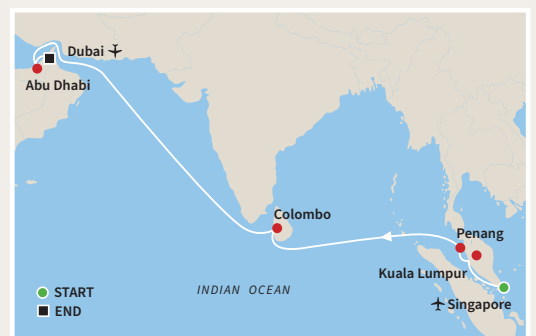 Dubai
Abu Dhabi
Colombo
Penang
Kuala Lumpur
Singapore
INDIAN OCEAN
START
END